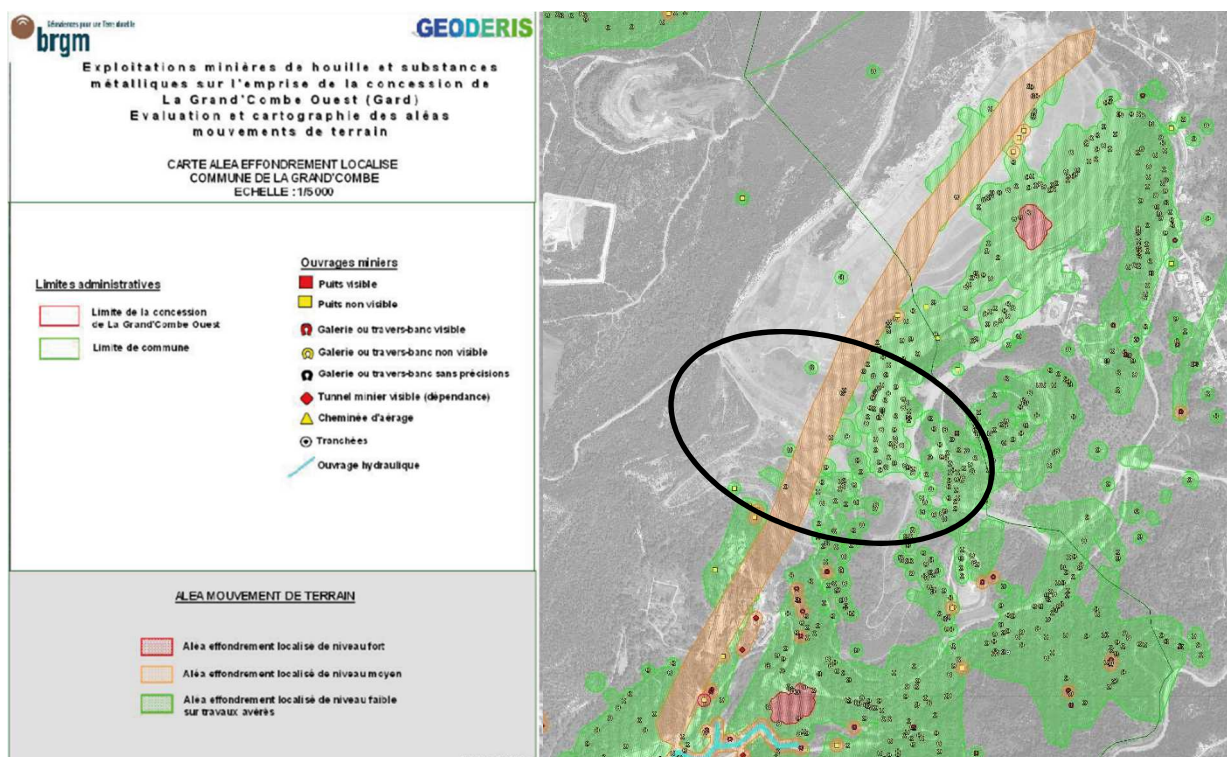 Géosciences pour une Terre durable
brgm
GEODERIS
Exploitations minières de houille et substances
métalliques sur l'emprise de la concession de
La Grand'Combe Ouest (Gard)
Evaluation et cartographie des aléas
mouvements de terrain
CARTE ALEA EFFONDREMENT LOCALISE
COMMUNE DE LA GRAND'COMBE
ECHELLE : 1/5 000
Limites administratives
Limite de la concession
de La Grand'Combe Ouest
Limite de commune
Ouvrages miniers
Puits visible
Puits non visible
Galerie ou travers-banc visible
Galerie ou travers-banc non visible
Galerie ou travers-banc sans précisions
Tunnel minier visible (dépendance)
Cheminée d'aérage
Tranchées
Ouvrage hydraulique
ALEA MOUVEMENT DE TERRAIN
Aléa effondrement localisé de niveau fort
Aléa effondrement localisé de niveau moyen
Aléa effondrement localisé de niveau faible
sur travaux avérés